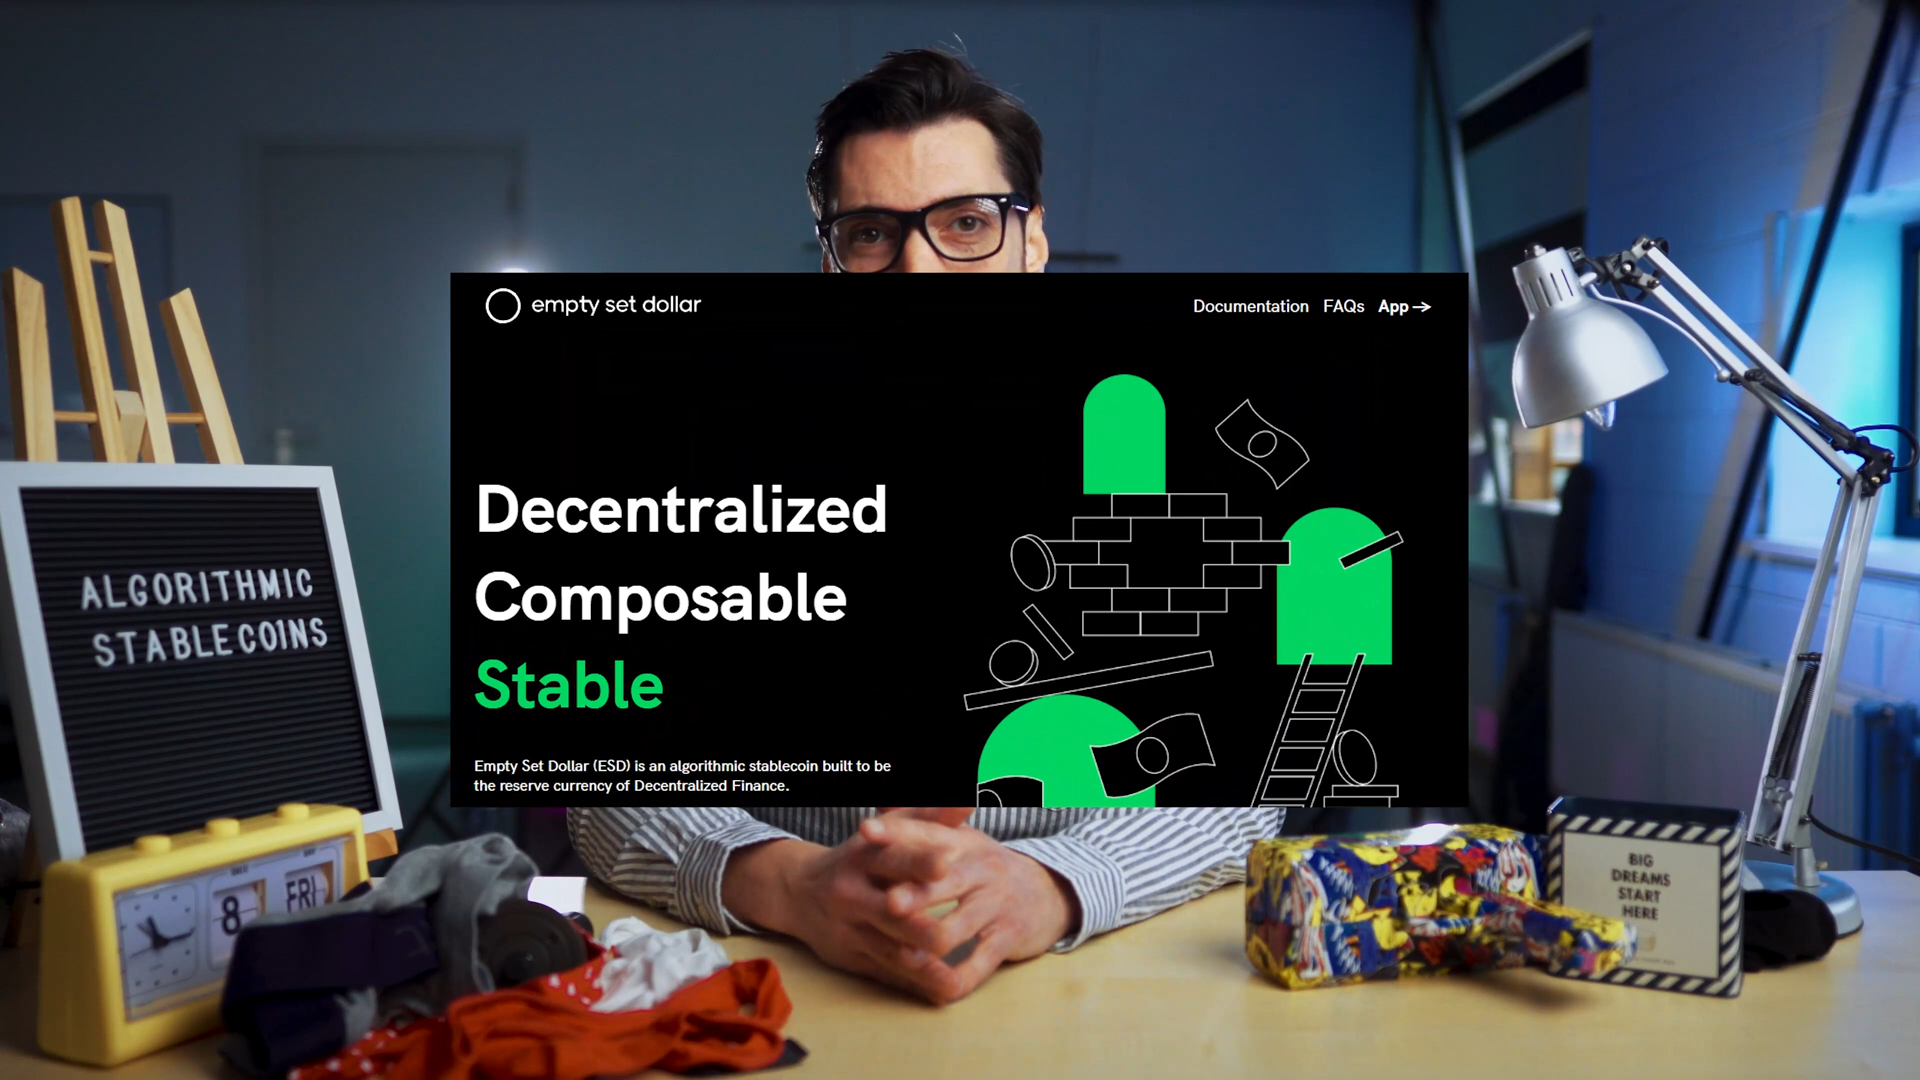 empty set dollar
Documentation FAQs App →
Decentralized
Composable
Stable
Empty Set Dollar (ESD) is an algorithmic stablecoin built to be
the reserve currency of Decentralized Finance.
ALGORITHMIC
STABLECOINS
8 FRI
BIG
DREAMS
START
HERE